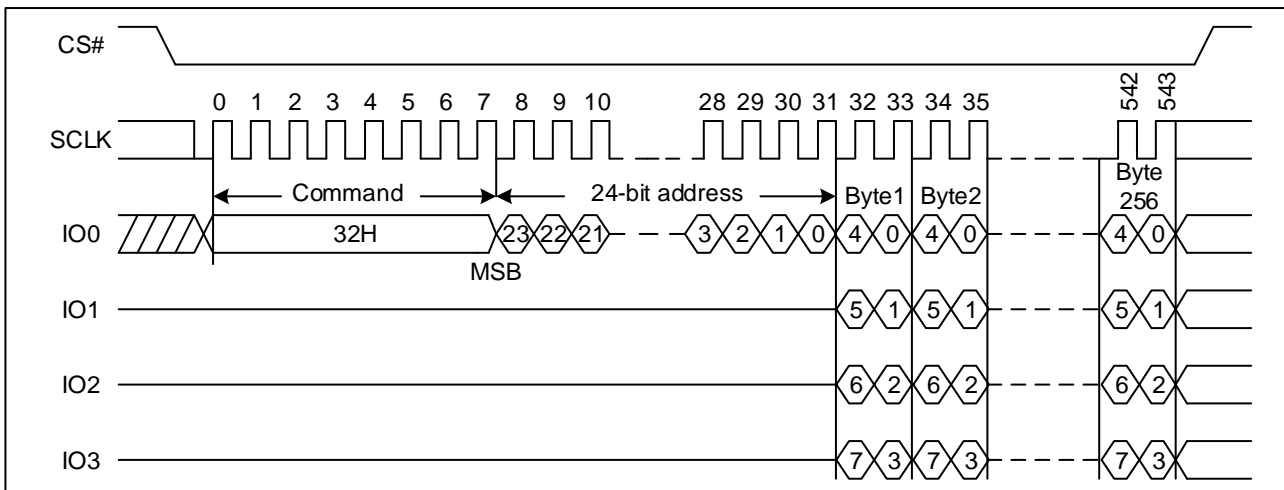 CS#
542 543
0 1 2 3 4 5 6 7 8 9 10 28 29 30 31 32 33 34 35
SCLK
Command 24-bit address Byte1 Byte2 Byte
256
IO0 32H 23 22 21 3 2 1 0 4 0 4 0 4 0
MSB
IO1 5 1 5 1 5 1
IO2 6 2 6 2 6 2
IO3 7 3 7 3 7 3